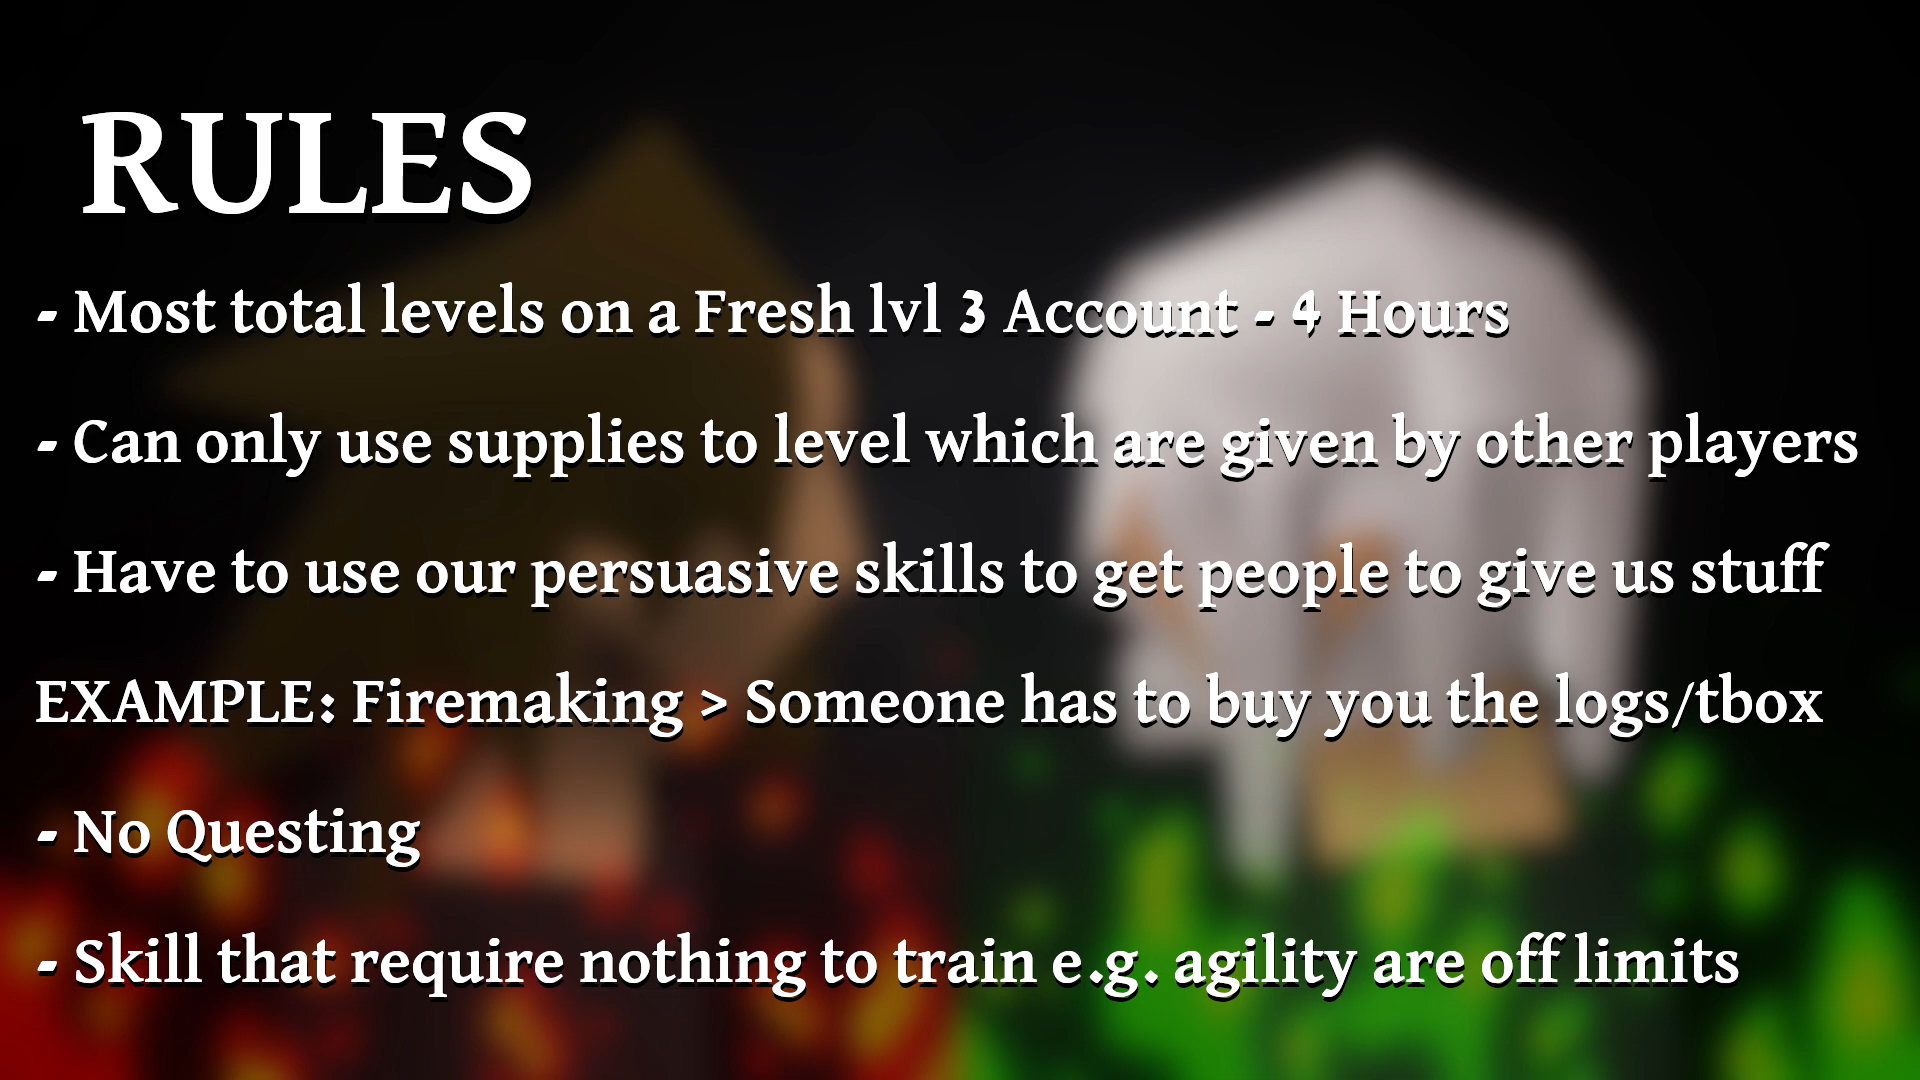 RULES
- Most total levels on a Fresh lvl 3 Account - 4 Hours
- Can only use supplies to level which are given by other players
- Have to use our persuasive skills to get people to give us stuff
EXAMPLE: Firemaking > Someone has to buy you the logs/tbox
- No Questing
- Skill that require nothing to train e.g. agility are off limits